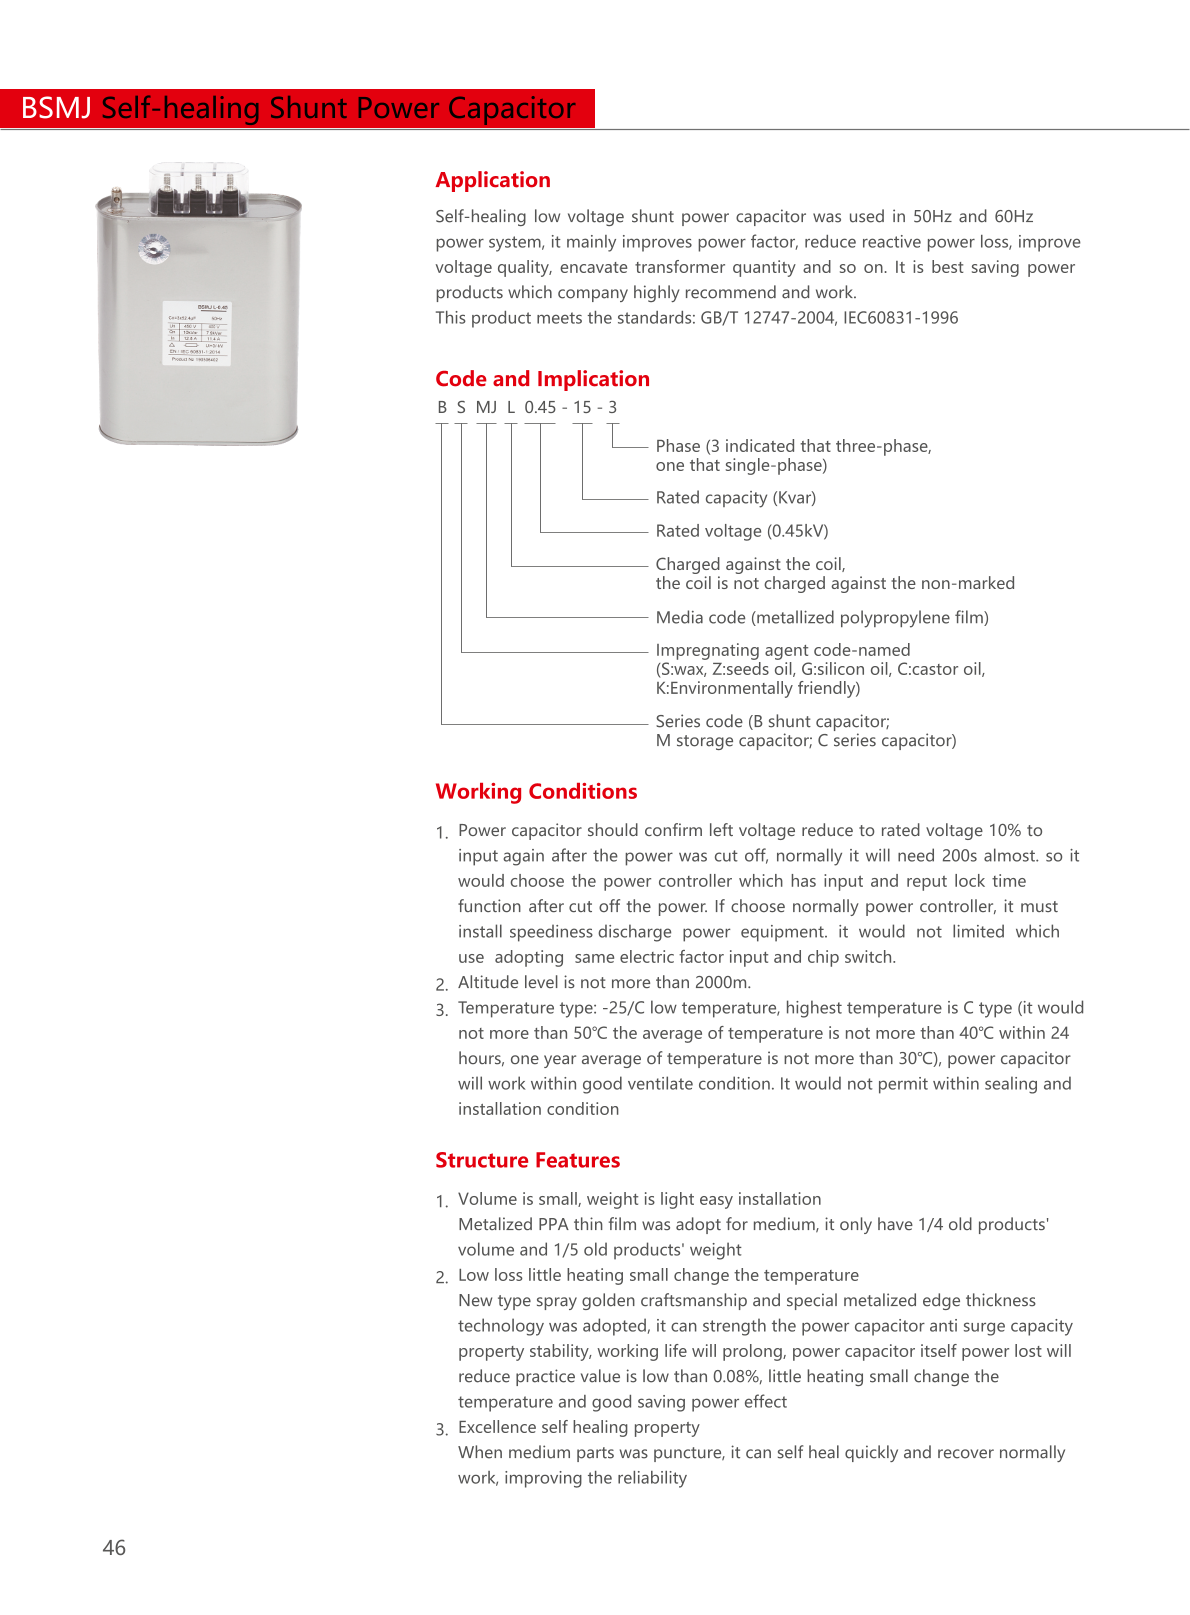 BSMJ Self-healing Shunt Power Capacitor
BSMJ L-0.45
50Hz
Application
Self-healing low voltage shunt power capacitor was used in 50Hz and 60Hz
power system, it mainly improves power factor, reduce reactive power loss, improve
voltage quality, encavate transformer quantity and so on. It is best saving power
products which company highly recommend and work.
This product meets the standards: GB/T 12747-2004, IEC60831-1996
Code and Implication
B S MJ L 0.45 - 15 - 3
Phase (3 indicated that three-phase,
one that single-phase)
Rated capacity (Kvar)
Rated voltage (0.45kV)
Charged against the coil,
the coil is not charged against the non-marked
Media code (metallized polypropylene film)
Impregnating agent code-named
(S:wax, Z:seeds oil, G:silicon oil, C:castor oil,
K:Environmentally friendly)
Series code (B shunt capacitor;
M storage capacitor; C series capacitor)
Working Conditions
1. Power capacitor should confirm left voltage reduce to rated voltage 10% to
input again after the power was cut off, normally it will need 200s almost. so it
would choose the power controller which has input and reput lock time
function after cut off the power. If choose normally power controller, it must
install speediness discharge power equipment. it would not limited which
use adopting same electric factor input and chip switch.
2. Altitude level is not more than 2000m.
3. Temperature type: -25/C low temperature, highest temperature is C type (it would
not more than 50℃ the average of temperature is not more than 40℃ within 24
hours, one year average of temperature is not more than 30℃), power capacitor
will work within good ventilate condition. It would not permit within sealing and
installation condition
Structure Features
1. Volume is small, weight is light easy installation
Metalized PPA thin film was adopt for medium, it only have 1/4 old products'
volume and 1/5 old products' weight
2. Low loss little heating small change the temperature
New type spray golden craftsmanship and special metalized edge thickness
technology was adopted, it can strength the power capacitor anti surge capacity
property stability, working life will prolong, power capacitor itself power lost will
reduce practice value is low than 0.08%, little heating small change the
temperature and good saving power effect
3. Excellence self healing property
When medium parts was puncture, it can self heal quickly and recover normally
work, improving the reliability
46